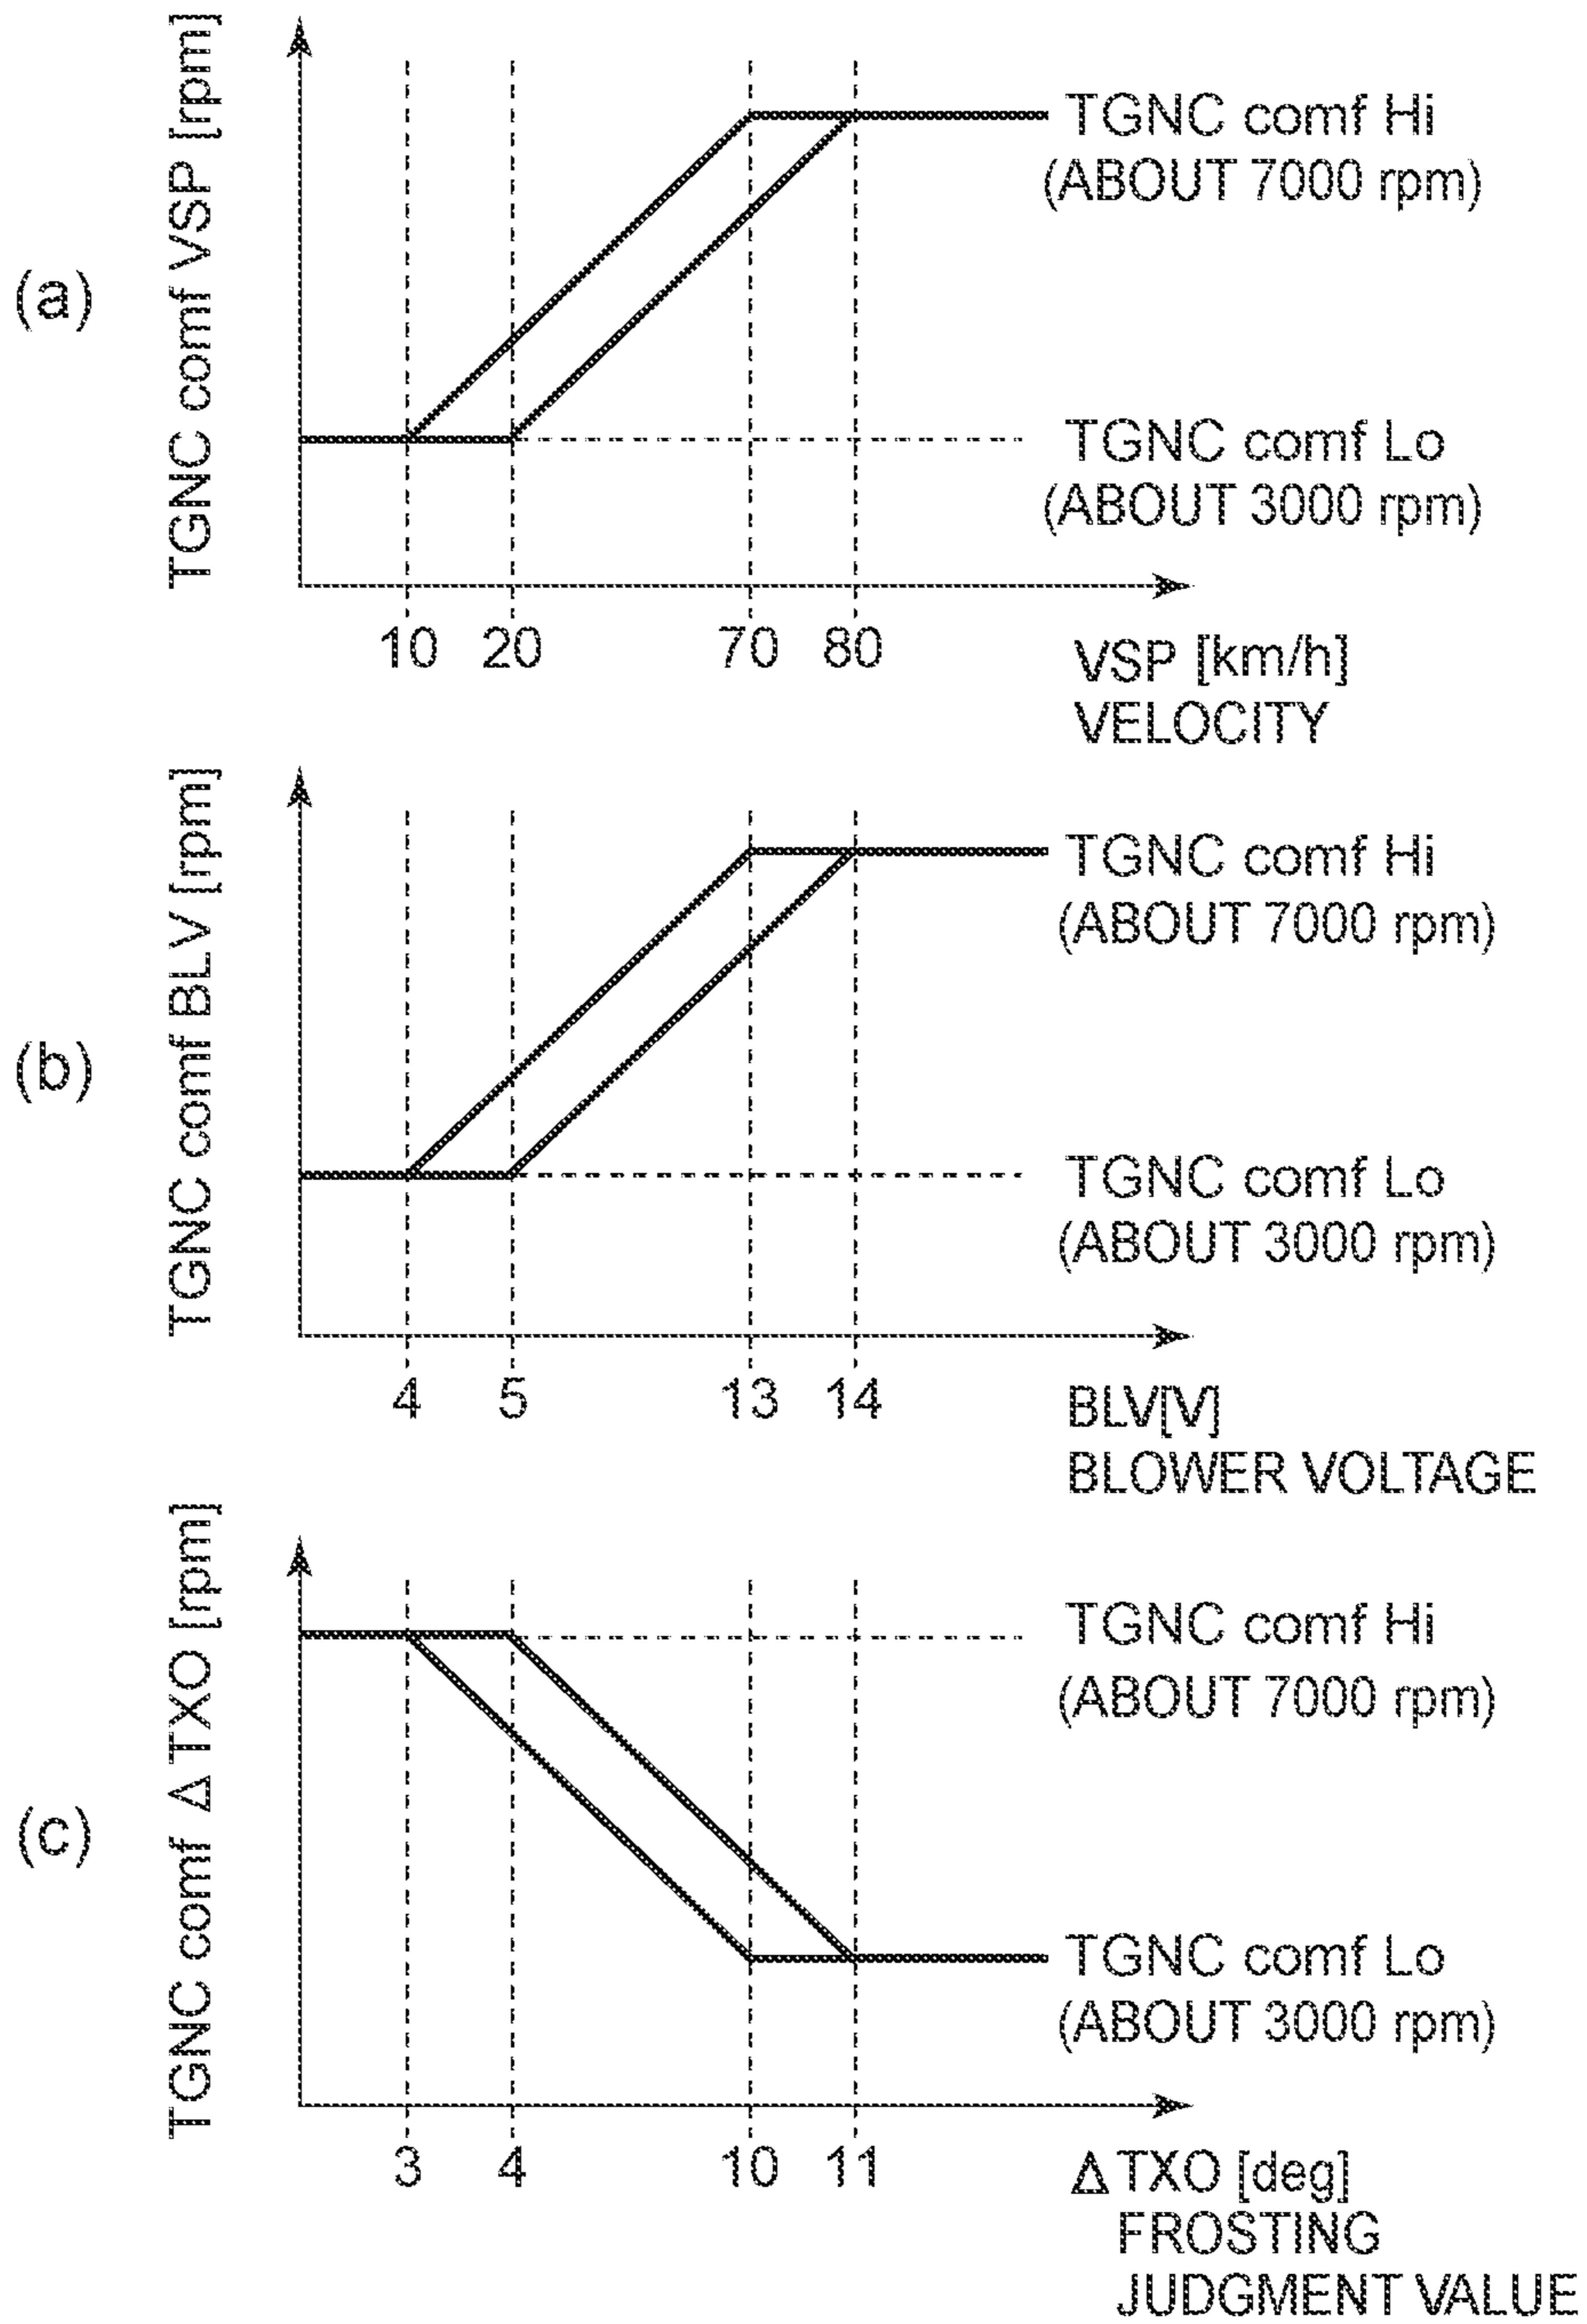 (a)
TGNC comf VSP [rpm]
TGNC comf Hi
(ABOUT 7000 rpm)
TGNC comf Lo
(ABOUT 3000 rpm)
10 20 70 80
VSP [km/h]
VELOCITY
(b)
TGNC comf BLV [rpm]
TGNC comf Hi
(ABOUT 7000 rpm)
TGNC comf Lo
(ABOUT 3000 rpm)
4 5 13 14
BLV[V]
BLOWER VOLTAGE
(c)
TGNC comf Δ TXO [rpm]
TGNC comf Hi
(ABOUT 7000 rpm)
TGNC comf Lo
(ABOUT 3000 rpm)
3 4 10 11
Δ TXO [deg]
FROSTING
JUDGMENT VALUE